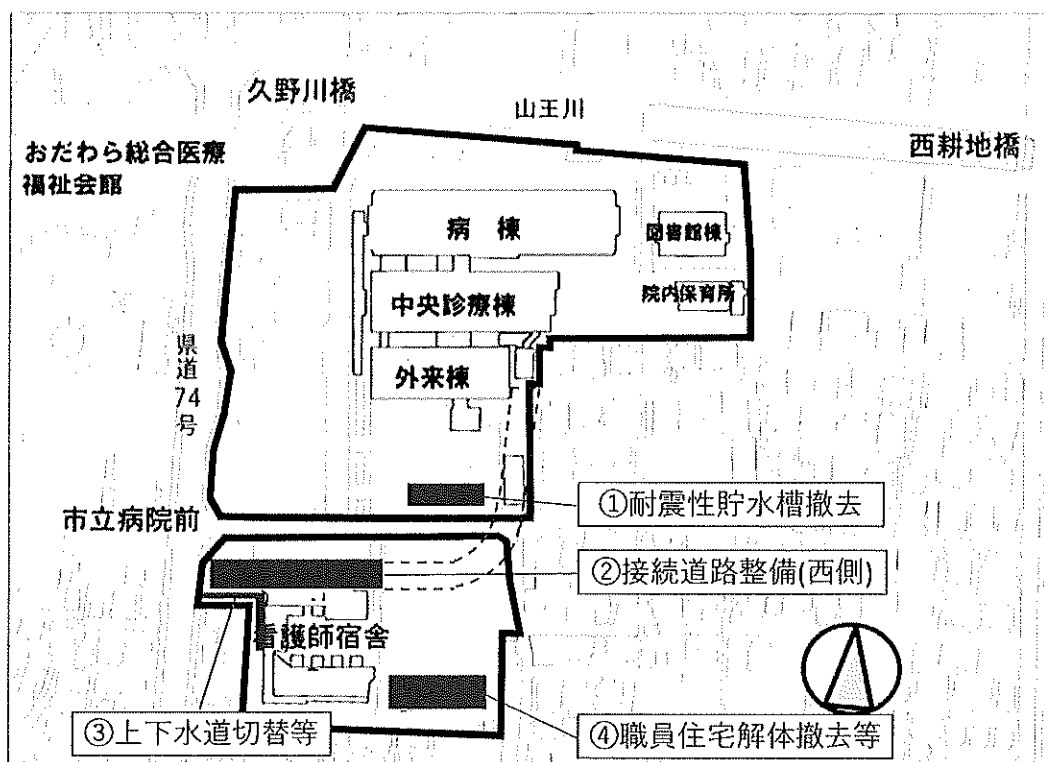 久野川橋
山王川
おだわら総合医療
福祉会館
西耕地橋
病棟
図書館棟
院内保育所
中央診療棟
外来棟
県道74号
市立病院前
①耐震性貯水槽撤去
②接続道路整備(西側)
看護師宿舎
③上下水道切替等
④職員住宅解体撤去等